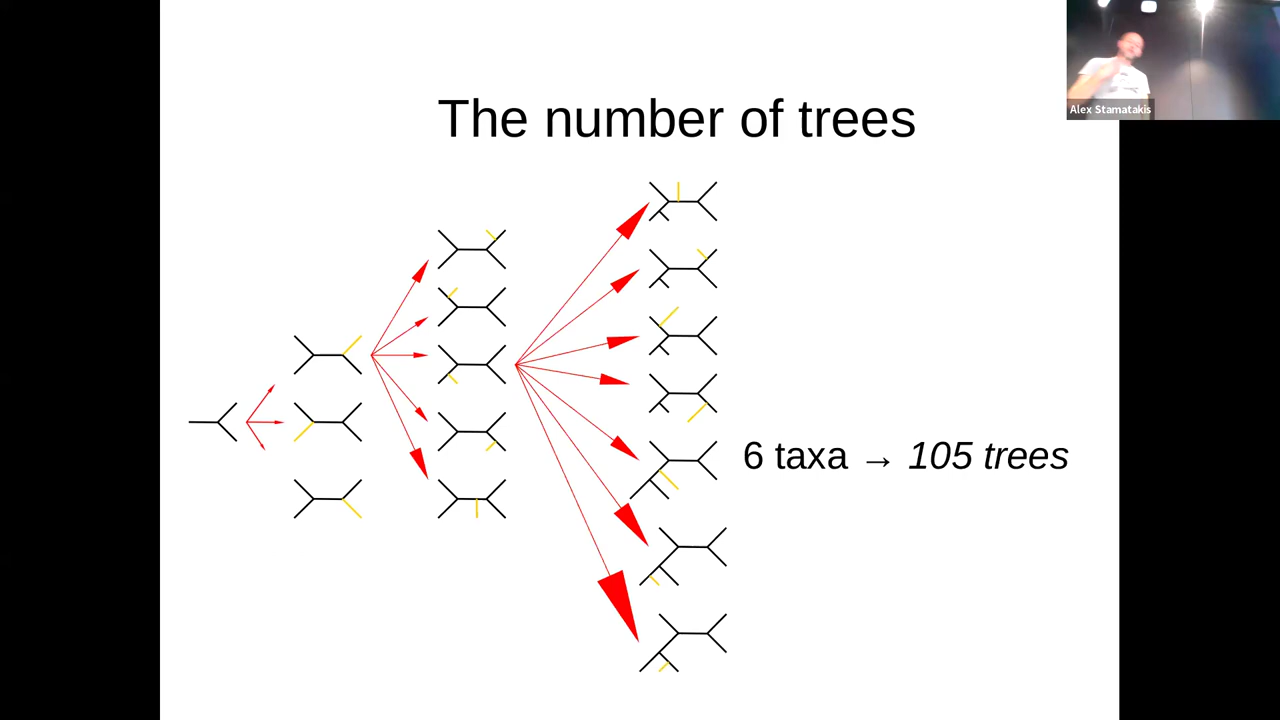 Alex Stamatakis
The number of trees
6 taxa → 105 trees